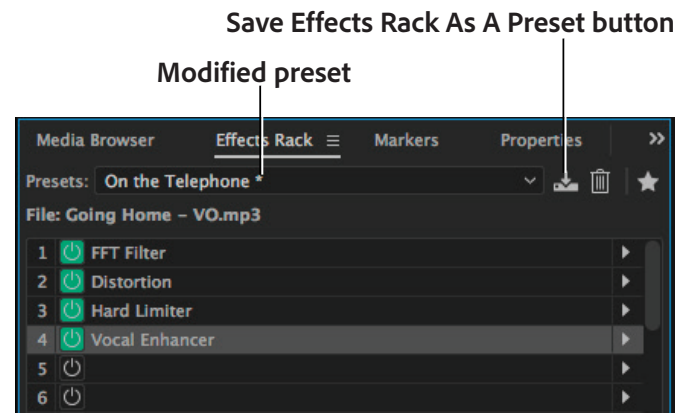 Save Effects Rack As A Preset button
Modified preset
Media Browser Effects Rack Markers Properties
Presets: On the Telephone *
File: Going Home – VO.mp3
1 FFT Filter
2 Distortion
3 Hard Limiter
4 Vocal Enhancer
5
6